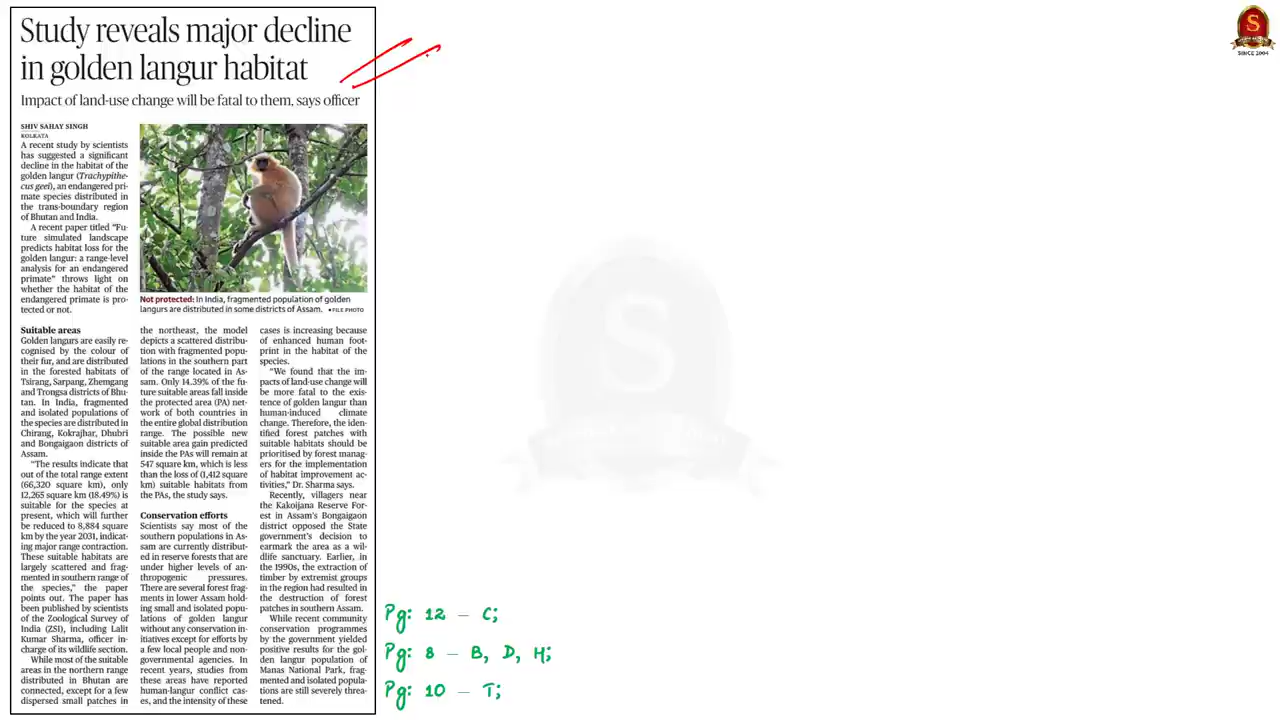 Study reveals major decline
in golden langur habitat
Impact of land-use change will be fatal to them, says officer
SHIV SAHAY SINGH
KOLKATA
A recent study by scientists
has suggested a significant
decline in the habitat of the
golden langur (Trachypithe-
cus geei), an endangered pri-
mate species distributed in
the trans-boundary region
of Bhutan and India.
A recent paper titled “Fu-
ture simulated landscape
predicts habitat loss for the
golden langur: a range-level
analysis for an endangered
primate” throws light on
whether the habitat of the
endangered primate is pro-
tected or not.
Not protected: In India, fragmented population of golden
langurs are distributed in some districts of Assam. •FILE PHOTO
Suitable areas
Golden langurs are easily re-
cognised by the colour of
their fur, and are distributed
in the forested habitats of
Tsirang, Sarpang, Zhemgang
and Trongsa districts of Bhu-
tan. In India, fragmented
and isolated populations of
the species are distributed in
Chirang, Kokrajhar, Dhubri
and Bongaigaon districts of
Assam.
“The results indicate that
out of the total range extent
(66,320 square km), only
12,265 square km (18.49%) is
suitable for the species at
present, which will further
be reduced to 8,884 square
km by the year 2031, indicat-
ing major range contraction.
These suitable habitats are
largely scattered and frag-
mented in southern range of
the species,” the paper
points out. The paper has
been published by scientists
of the Zoological Survey of
India (ZSI), including Lalit
Kumar Sharma, officer in-
charge of its wildlife section.
While most of the suitable
areas in the northern range
distributed in Bhutan are
connected, except for a few
dispersed small patches in
the northeast, the model
depicts a scattered distribu-
tion with fragmented popu-
lations in the southern part
of the range located in As-
sam. Only 14.39% of the fu-
ture suitable areas fall inside
the protected area (PA) net-
work of both countries in
the entire global distribution
range. The possible new
suitable area gain predicted
inside the PAs will remain at
547 square km, which is less
than the loss of (1,412 square
km) suitable habitats from
the PAs, the study says.
Conservation efforts
Scientists say most of the
southern populations in As-
sam are currently distribut-
ed in reserve forests that are
under higher levels of an-
thropogenic pressures.
There are several forest frag-
ments in lower Assam hold-
ing small and isolated popu-
lations of golden langur
without any conservation in-
itiatives except for efforts by
a few local people and non-
governmental agencies. In
recent years, studies from
these areas have reported
human-langur conflict cas-
es, and the intensity of these
cases is increasing because
of enhanced human foot-
print in the habitat of the
species.
“We found that the im-
pacts of land-use change will
be more fatal to the exis-
tence of golden langur than
human-induced climate
change. Therefore, the iden-
tified forest patches with
suitable habitats should be
prioritised by forest manag-
ers for the implementation
of habitat improvement ac-
tivities,” Dr. Sharma says.
Recently, villagers near
the Kakoijana Reserve For-
est in Assam's Bongaigaon
district opposed the State
government's decision to
earmark the area as a wil-
dlife sanctuary. Earlier, in
the 1990s, the extraction of
timber by extremist groups
in the region had resulted in
the destruction of forest
patches in southern Assam.
While recent community
conservation programmes
by the government yielded
positive results for the gol-
den langur population of
Manas National Park, frag-
mented and isolated popula-
tions are still severely threa-
tened.
Pg: 12 – C;
Pg: 8 – B, D, H;
Pg: 10 – T;
SINCE 2004
S